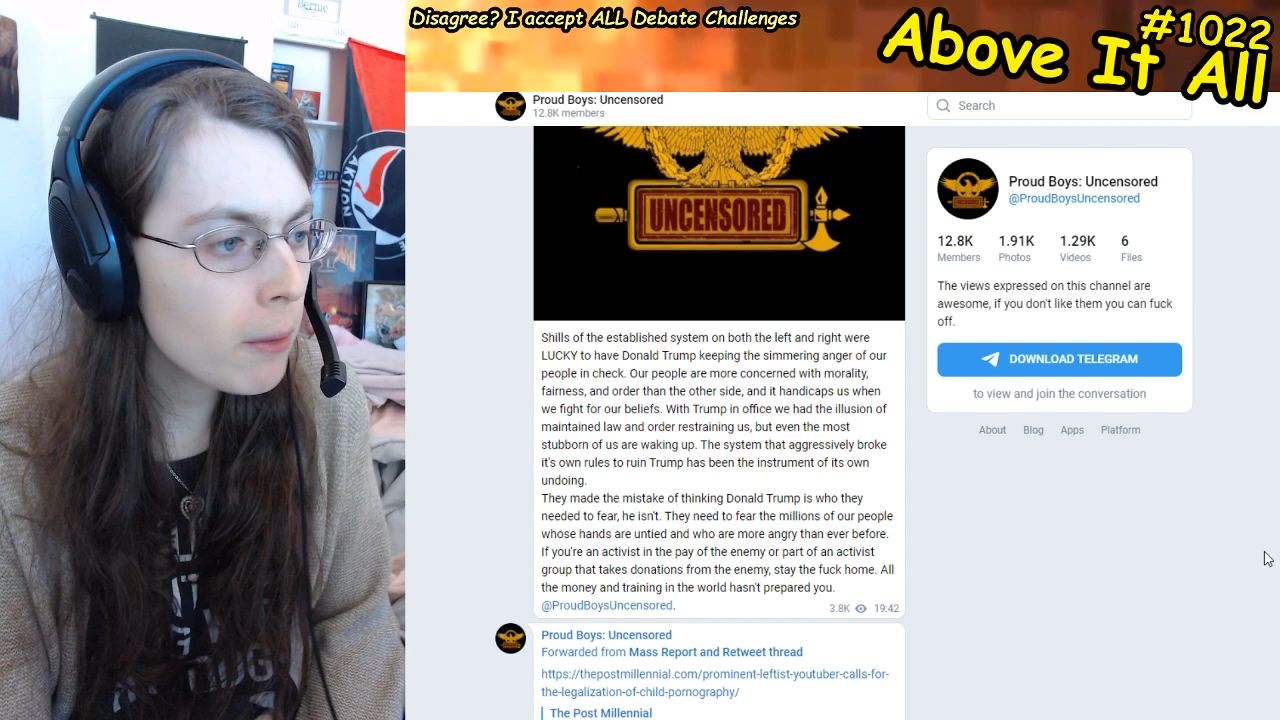 Disagree? I accept ALL Debate Challenges
#1022
Above It All
Bernie
Bern
AKTION
Proud Boys: Uncensored
12.8K members
Search
UNCENSORED
Shills of the established system on both the left and right were
LUCKY to have Donald Trump keeping the simmering anger of our
people in check. Our people are more concerned with morality,
fairness, and order than the other side, and it handicaps us when
we fight for our beliefs. With Trump in office we had the illusion of
maintained law and order restraining us, but even the most
stubborn of us are waking up. The system that aggressively broke
it's own rules to ruin Trump has been the instrument of its own
undoing.
They made the mistake of thinking Donald Trump is who they
needed to fear, he isn't. They need to fear the millions of our people
whose hands are untied and who are more angry than ever before.
If you're an activist in the pay of the enemy or part of an activist
group that takes donations from the enemy, stay the fuck home. All
the money and training in the world hasn't prepared you.
@ProudBoysUncensored.
3.8K 19:42
Proud Boys: Uncensored
Forwarded from Mass Report and Retweet thread
https://thepostmillennial.com/prominent-leftist-youtuber-calls-for-
the-legalization-of-child-pornography/
The Post Millennial
Proud Boys: Uncensored
@ProudBoysUncensored
12.8K 1.91K 1.29K 6
Members Photos Videos Files
The views expressed on this channel are
awesome, if you don't like them you can fuck
off.
DOWNLOAD TELEGRAM
to view and join the conversation
About Blog Apps Platform